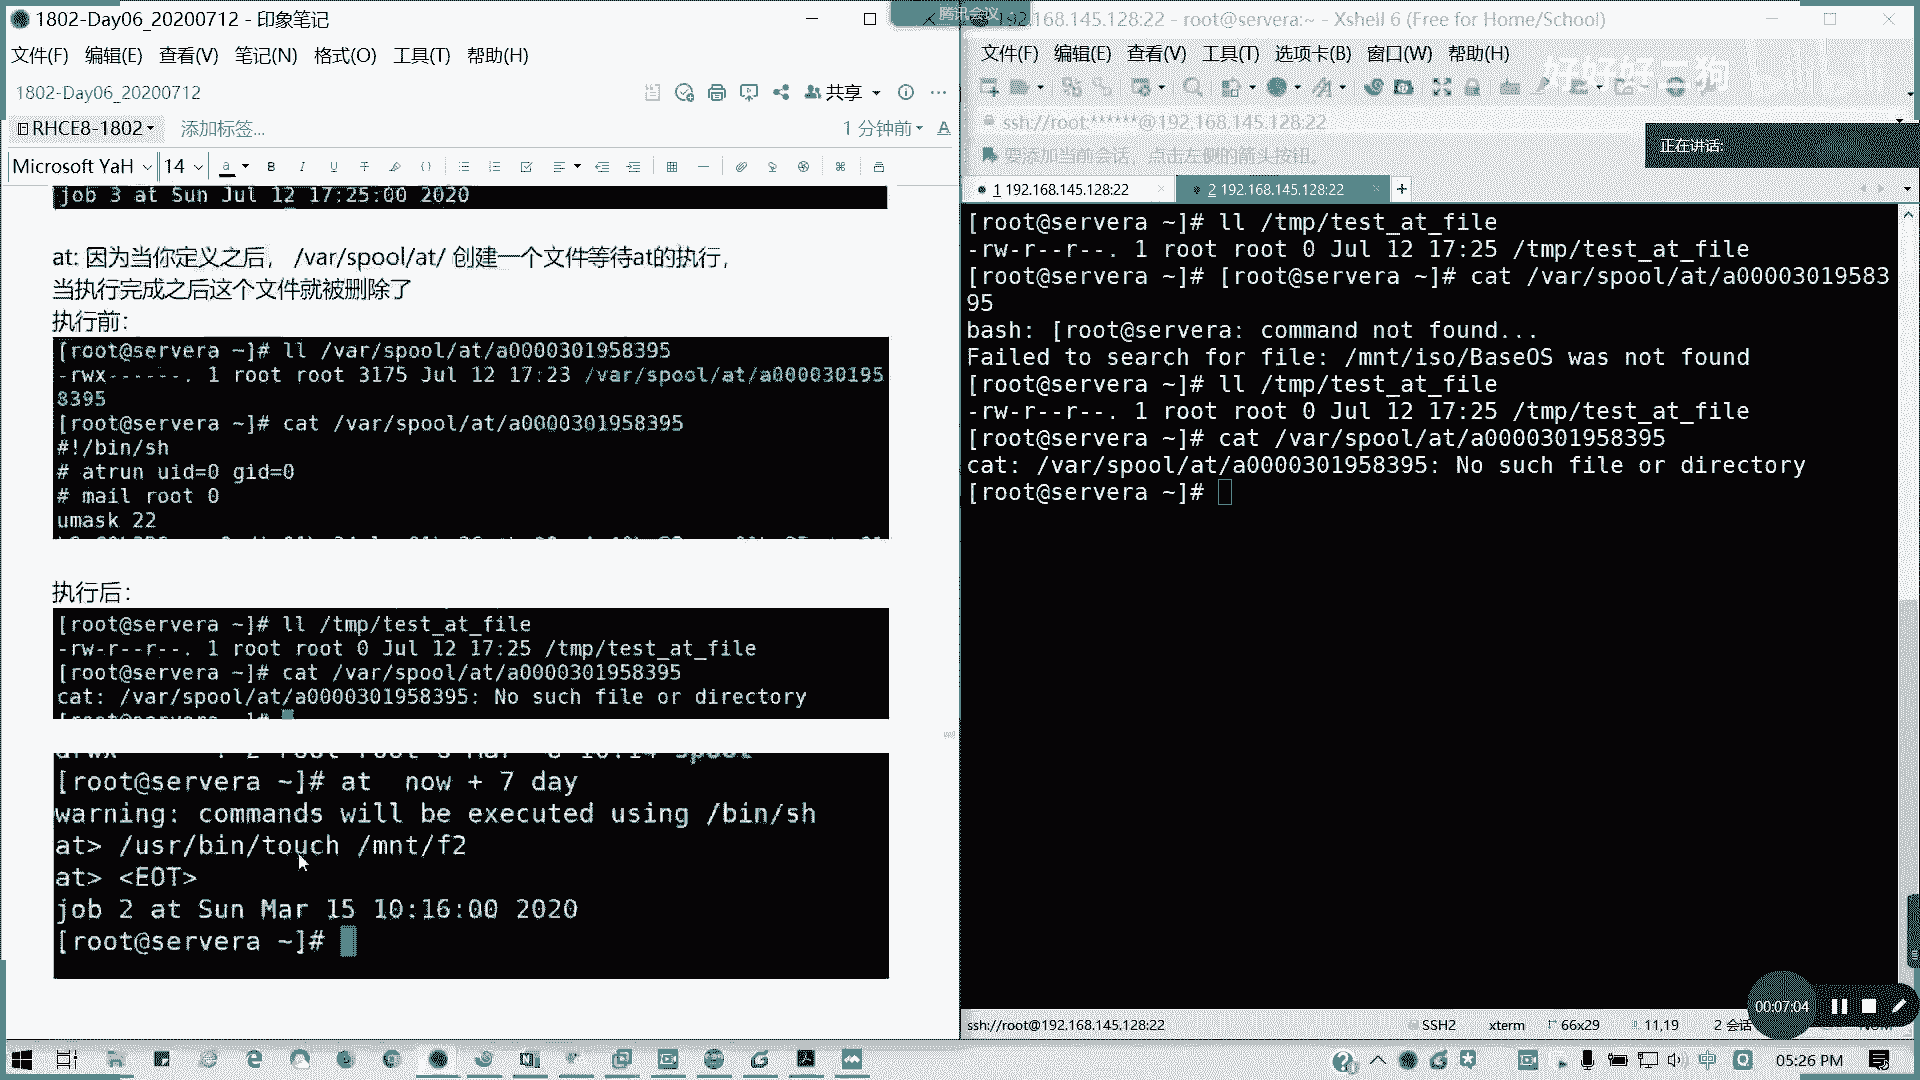 1802-Day06_20200712 - 印象笔记
文件(F) 编辑(E) 查看(V) 笔记(N) 格式(O) 工具(T) 帮助(H)
1802-Day06_20200712
共享
RHCE8-1802
添加标签...
1 分钟前
Microsoft YaH 14
job 3 at Sun Jul 12 17:25:00 2020
at: 因为当你定义之后， /var/spool/at/ 创建一个文件等待at的执行，
当执行完成之后这个文件就被删除了
执行前：
[root@servera ~]# ll /var/spool/at/a0000301958395
-rwx------. 1 root root 3175 Jul 12 17:23 /var/spool/at/a000030195
8395
[root@servera ~]# cat /var/spool/at/a0000301958395
#!/bin/sh
# atrun uid=0 gid=0
# mail root 0
umask 22
执行后：
[root@servera ~]# ll /tmp/test_at_file
-rw-r--r--. 1 root root 0 Jul 12 17:25 /tmp/test_at_file
[root@servera ~]# cat /var/spool/at/a0000301958395
cat: /var/spool/at/a0000301958395: No such file or directory
[root@servera ~]# at  now + 7 day
warning: commands will be executed using /bin/sh
at> /usr/bin/touch /mnt/f2
at> <EOT>
job 2 at Sun Mar 15 10:16:00 2020
[root@servera ~]#
腾讯会议
192.168.145.128:22 - root@servera:~ - Xshell 6 (Free for Home/School)
文件(F) 编辑(E) 查看(V) 工具(T) 选项卡(B) 窗口(W) 帮助(H)
好好好二狗
ssh://root:******@192.168.145.128:22
正在讲话:
要添加当前会话，点击左侧的箭头按钮。
1 192.168.145.128:22
2 192.168.145.128:22
[root@servera ~]# ll /tmp/test_at_file
-rw-r--r--. 1 root root 0 Jul 12 17:25 /tmp/test_at_file
[root@servera ~]# [root@servera ~]# cat /var/spool/at/a00003019583
95
bash: [root@servera: command not found...
Failed to search for file: /mnt/iso/BaseOS was not found
[root@servera ~]# ll /tmp/test_at_file
-rw-r--r--. 1 root root 0 Jul 12 17:25 /tmp/test_at_file
[root@servera ~]# cat /var/spool/at/a0000301958395
cat: /var/spool/at/a0000301958395: No such file or directory
[root@servera ~]#
00:07:04
ssh://root@192.168.145.128:22 SSH2 xterm 66x29 11,19 2 会话
05:26 PM